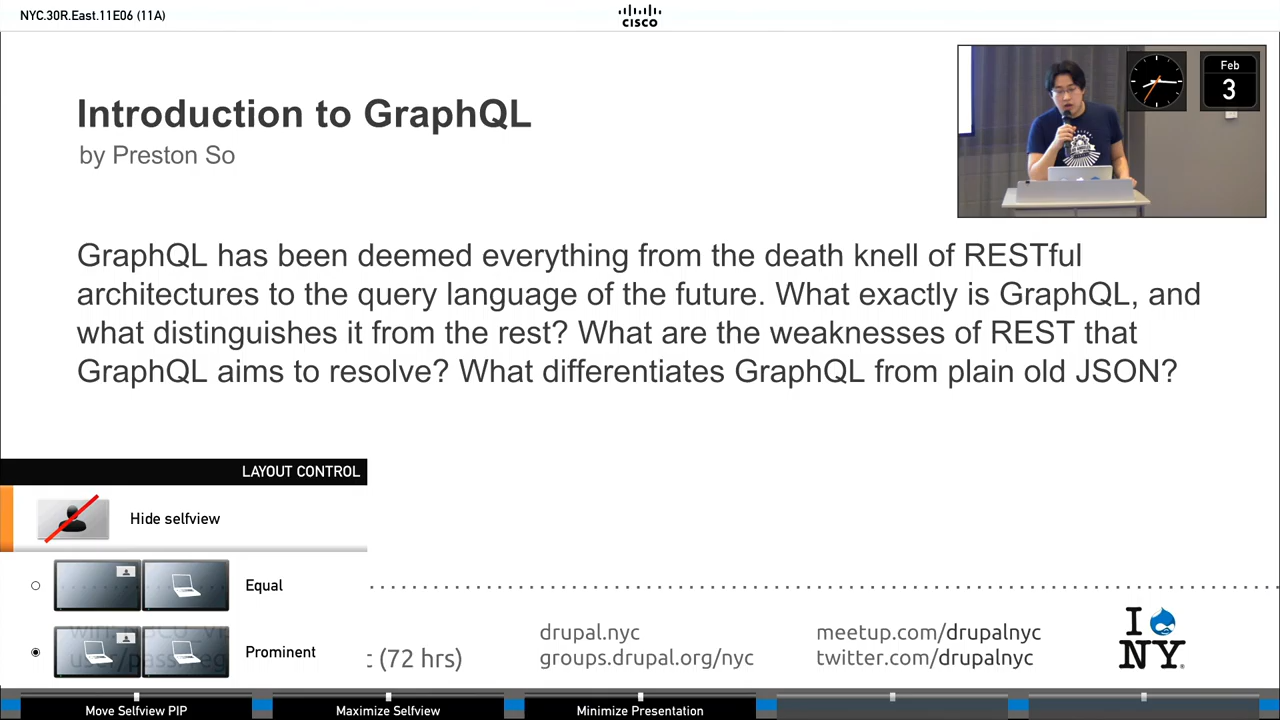 NYC.30R.East.11E06 (11A)
CISCO
Feb
3
Introduction to GraphQL
by Preston So
GraphQL has been deemed everything from the death knell of RESTful
architectures to the query language of the future. What exactly is GraphQL, and
what distinguishes it from the rest? What are the weaknesses of REST that
GraphQL aims to resolve? What differentiates GraphQL from plain old JSON?
LAYOUT CONTROL
Hide selfview
Equal
Prominent
(72 hrs)
drupal.nyc
groups.drupal.org/nyc
meetup.com/drupalnyc
twitter.com/drupalnyc
I
NY
Move Selfview PIP
Maximize Selfview
Minimize Presentation